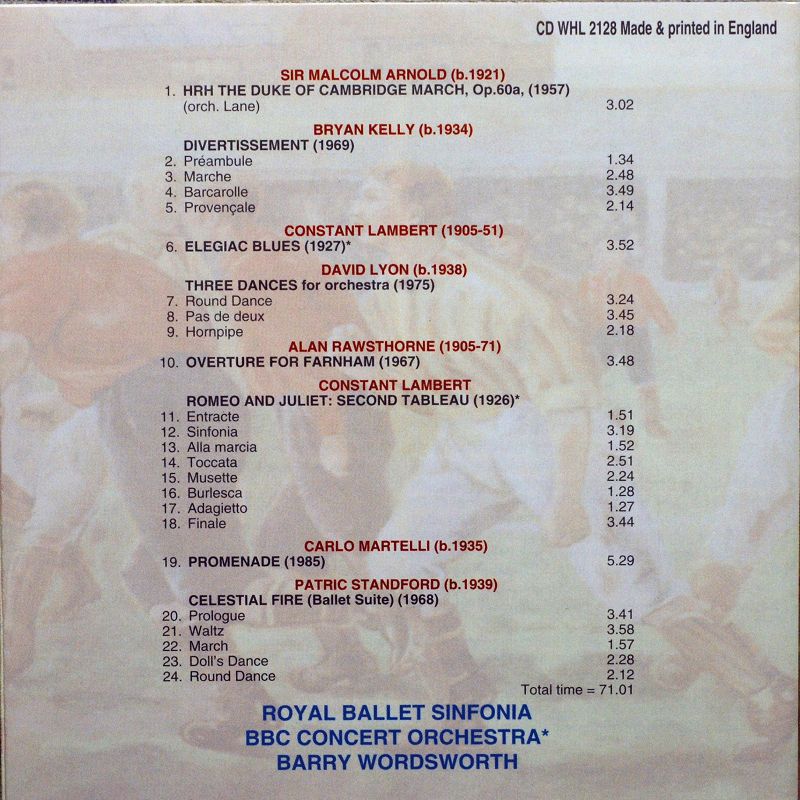 CD WHL 2128 Made & printed in England
SIR MALCOLM ARNOLD (b.1921)
1. HRH THE DUKE OF CAMBRIDGE MARCH, Op.60a, (1957)
(orch. Lane) 3.02
BRYAN KELLY (b.1934)
DIVERTISSEMENT (1969)
2. Préambule 1.34
3. Marche 2.48
4. Barcarolle 3.49
5. Provençale 2.14
CONSTANT LAMBERT (1905-51)
6. ELEGIAC BLUES (1927)* 3.52
DAVID LYON (b.1938)
THREE DANCES for orchestra (1975)
7. Round Dance 3.24
8. Pas de deux 3.45
9. Hornpipe 2.18
ALAN RAWSTHORNE (1905-71)
10. OVERTURE FOR FARNHAM (1967) 3.48
CONSTANT LAMBERT
ROMEO AND JULIET: SECOND TABLEAU (1926)*
11. Entracte 1.51
12. Sinfonia 3.19
13. Alla marcia 1.52
14. Toccata 2.51
15. Musette 2.24
16. Burlesca 1.28
17. Adagietto 1.27
18. Finale 3.44
CARLO MARTELLI (b.1935)
19. PROMENADE (1985) 5.29
PATRIC STANDFORD (b.1939)
CELESTIAL FIRE (Ballet Suite) (1968)
20. Prologue 3.41
21. Waltz 3.58
22. March 1.57
23. Doll's Dance 2.28
24. Round Dance 2.12
Total time = 71.01
ROYAL BALLET SINFONIA
BBC CONCERT ORCHESTRA*
BARRY WORDSWORTH